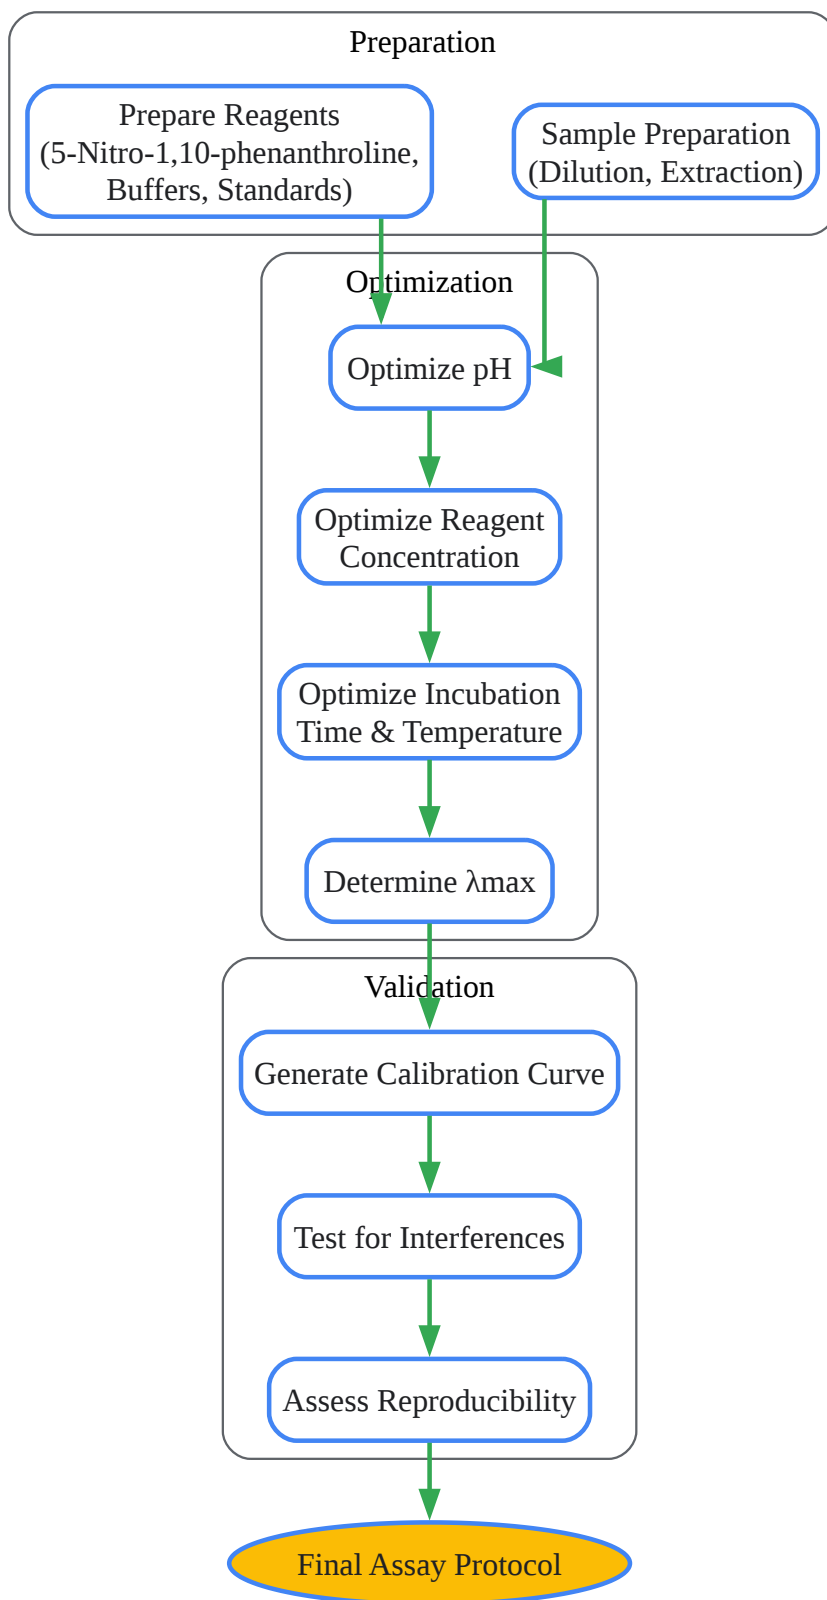 Preparation
Prepare Reagents
(5-Nitro-1,10-phenanthroline,
Buffers, Standards)
Sample Preparation
(Dilution, Extraction)
Optimization
Optimize pH
Optimize Reagent
Concentration
Optimize Incubation
Time & Temperature
Determine λmax
Validation
Generate Calibration Curve
Test for Interferences
Assess Reproducibility
Final Assay Protocol